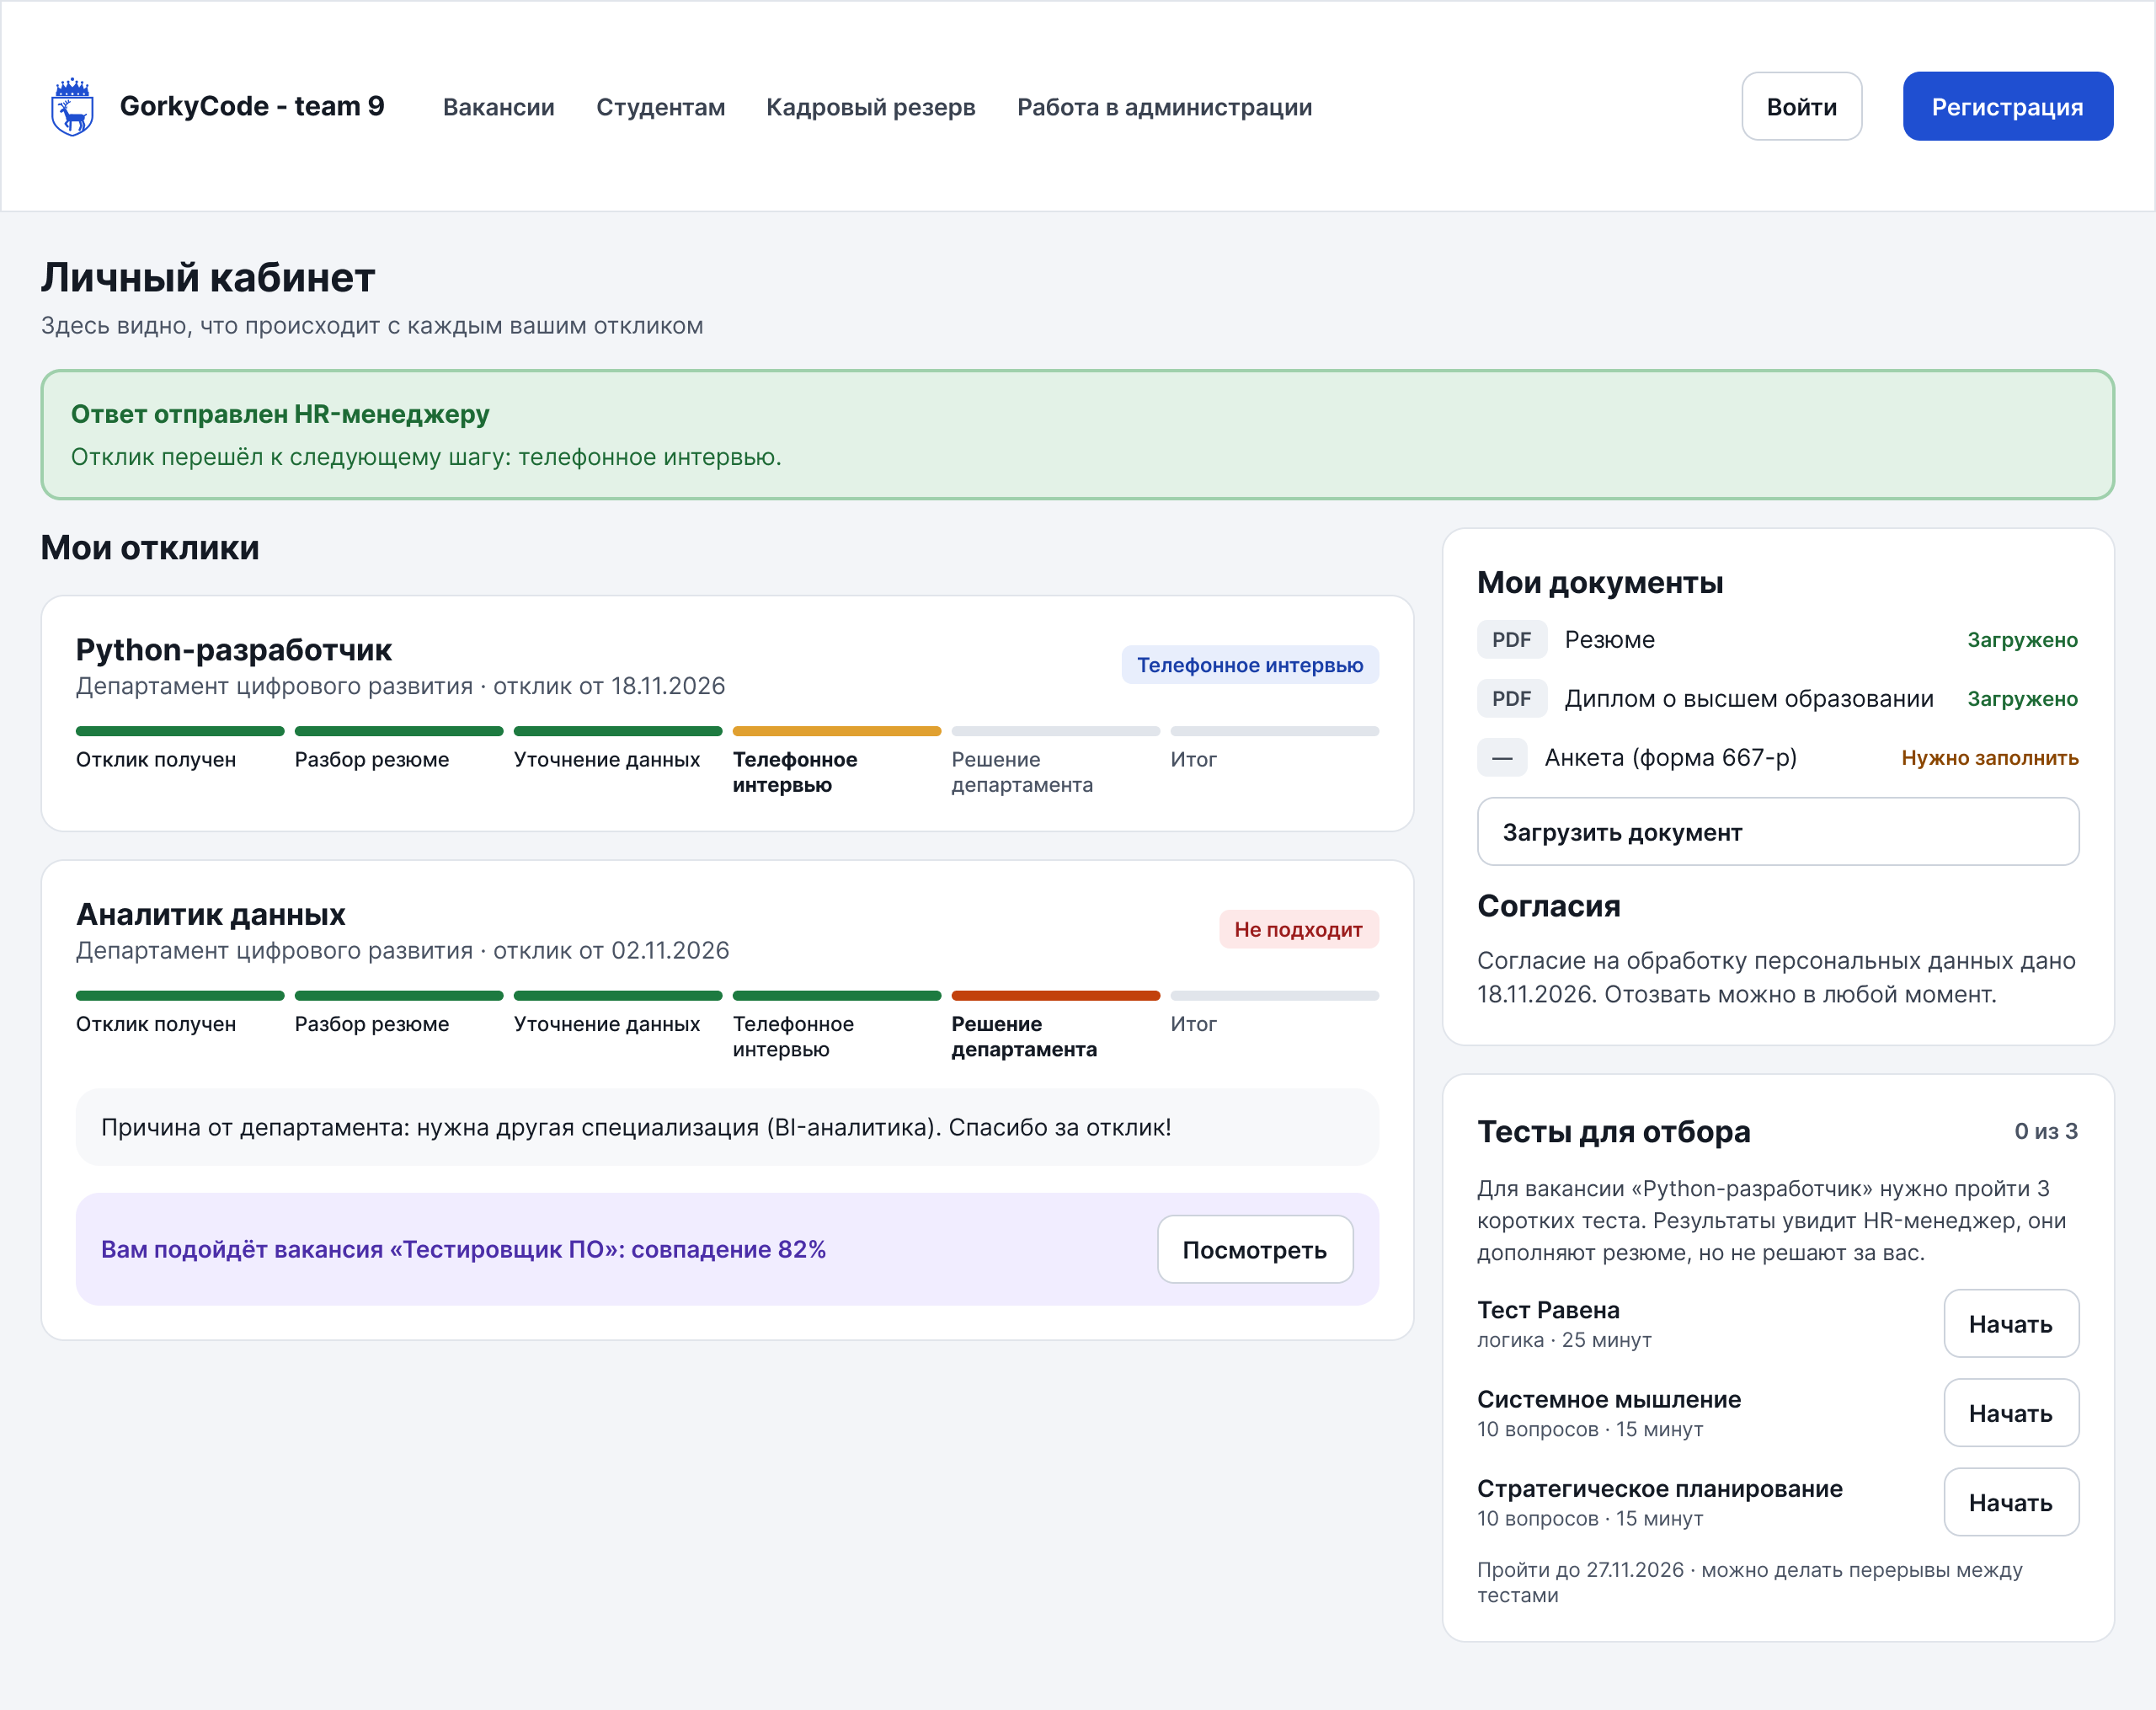 GorkyCode - team 9
Вакансии
Студентам
Кадровый резерв
Работа в администрации
Войти
Регистрация
Личный кабинет
Здесь видно, что происходит с каждым вашим откликом
Ответ отправлен HR-менеджеру
Отклик перешёл к следующему шагу: телефонное интервью.
Мои отклики
Python-разработчик
Департамент цифрового развития · отклик от 18.11.2026
Телефонное интервью
Отклик получен
Разбор резюме
Уточнение данных
Телефонное
интервью
Решение
департамента
Итог
Аналитик данных
Департамент цифрового развития · отклик от 02.11.2026
Не подходит
Отклик получен
Разбор резюме
Уточнение данных
Телефонное
интервью
Решение
департамента
Итог
Причина от департамента: нужна другая специализация (BI-аналитика). Спасибо за отклик!
Вам подойдёт вакансия «Тестировщик ПО»: совпадение 82%
Посмотреть
Мои документы
PDF Резюме Загружено
PDF Диплом о высшем образовании Загружено
— Анкета (форма 667-р) Нужно заполнить
Загрузить документ
Согласия
Согласие на обработку персональных данных дано
18.11.2026. Отозвать можно в любой момент.
Тесты для отбора
0 из 3
Для вакансии «Python-разработчик» нужно пройти 3
коротких теста. Результаты увидит HR-менеджер, они
дополняют резюме, но не решают за вас.
Тест Равена
логика · 25 минут
Начать
Системное мышление
10 вопросов · 15 минут
Начать
Стратегическое планирование
10 вопросов · 15 минут
Начать
Пройти до 27.11.2026 · можно делать перерывы между
тестами